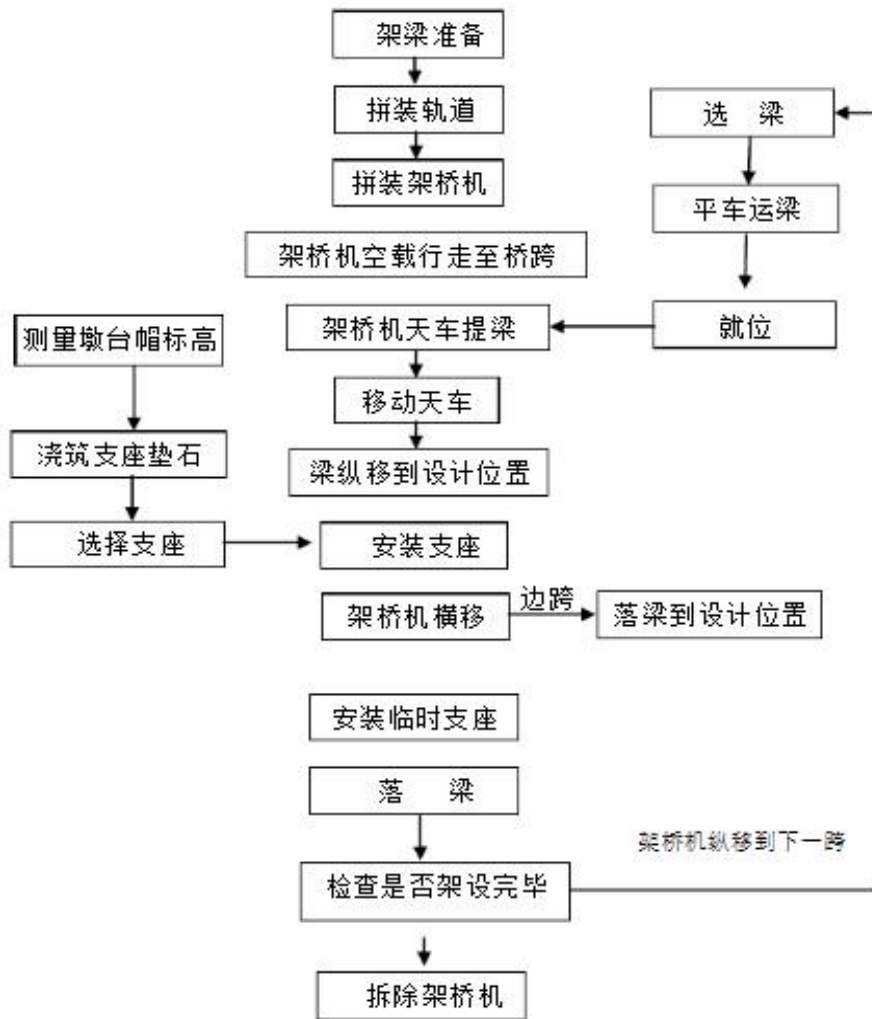 架梁准备
拼装轨道
选 梁
拼装架桥机
平车运梁
架桥机空载行走至桥跨
测量墩台帽标高
架桥机天车提梁
就位
移动天车
浇筑支座垫石
梁纵移到设计位置
选择支座
安装支座
架桥机横移
边跨
落梁到设计位置
安装临时支座
落 梁
架桥机纵移到下一跨
检查是否架设完毕
拆除架桥机